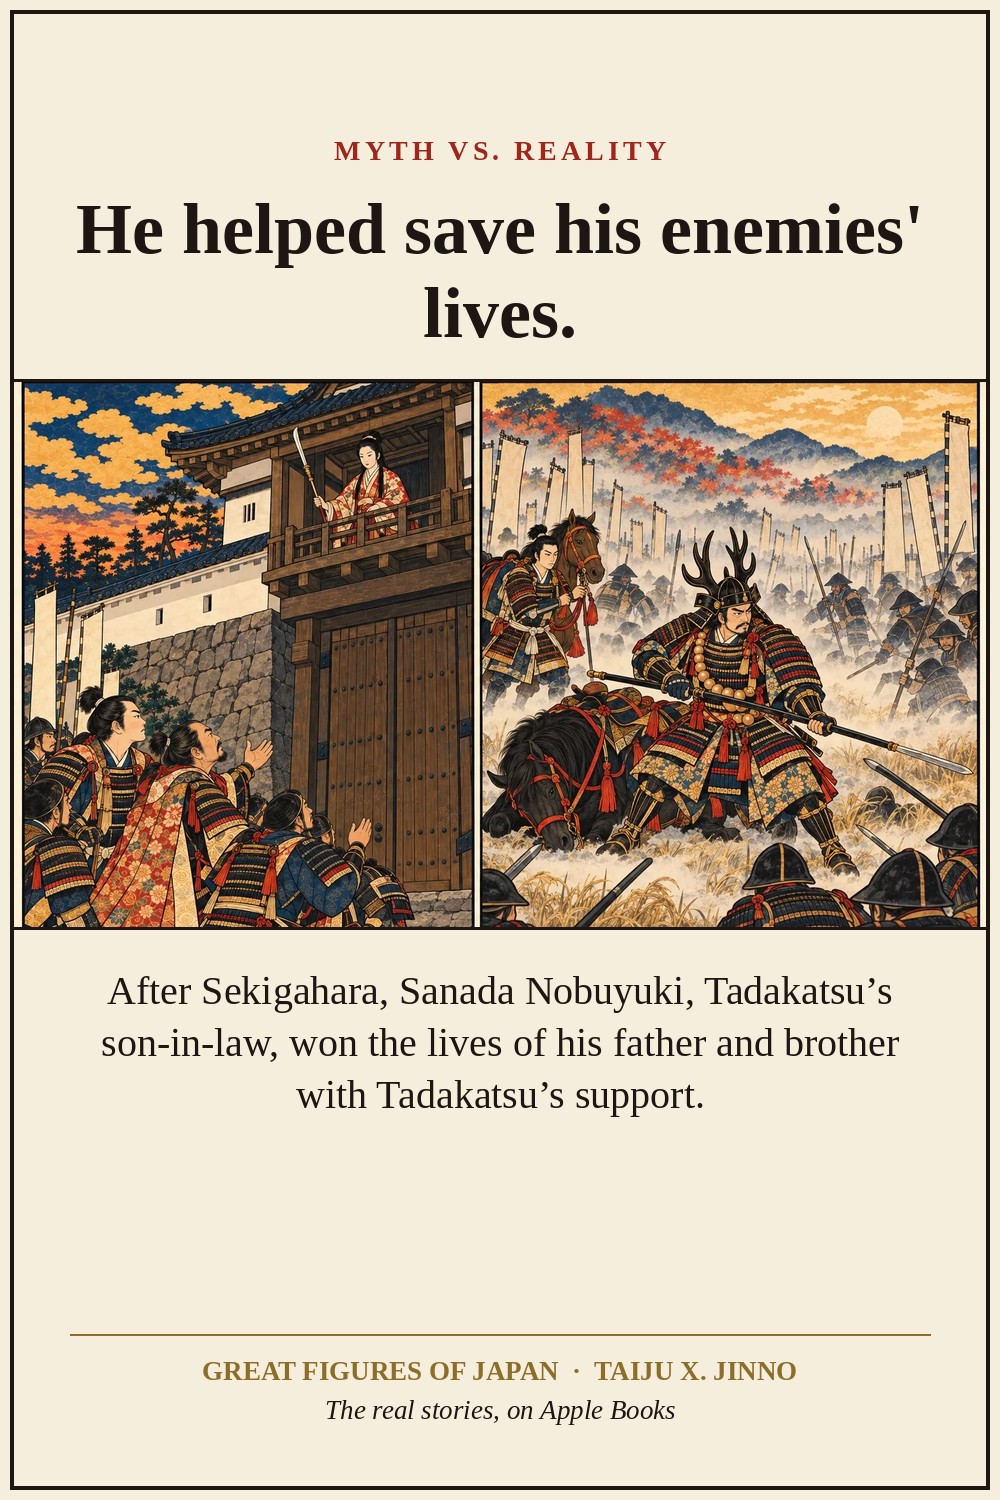 MYTH VS. REALITY
He helped save his enemies'
lives.
After Sekigahara, Sanada Nobuyuki, Tadakatsu’s
son-in-law, won the lives of his father and brother
with Tadakatsu’s support.
GREAT FIGURES OF JAPAN · TAIJU X. JINNO
The real stories, on Apple Books